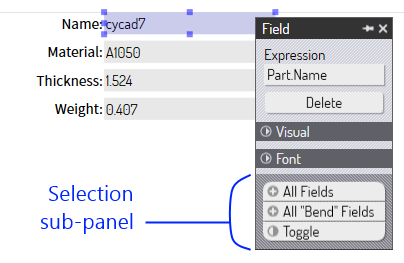 Name: cycad7
Material: A1050
Thickness: 1.524
Weight: 0.407
Field
Expression
Part.Name
Delete
Visual
Font
All Fields
All "Bend" Fields
Toggle
Selection
sub-panel